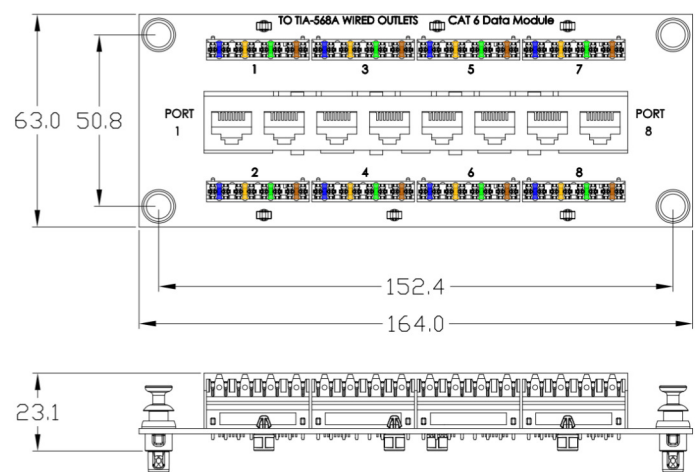 TO TIA-568A WIRED OUTLETS CAT 6 Data Module
1 3 5 7
63.0 50.8
PORT 1
PORT 8
2 4 6 8
152.4
164.0
23.1